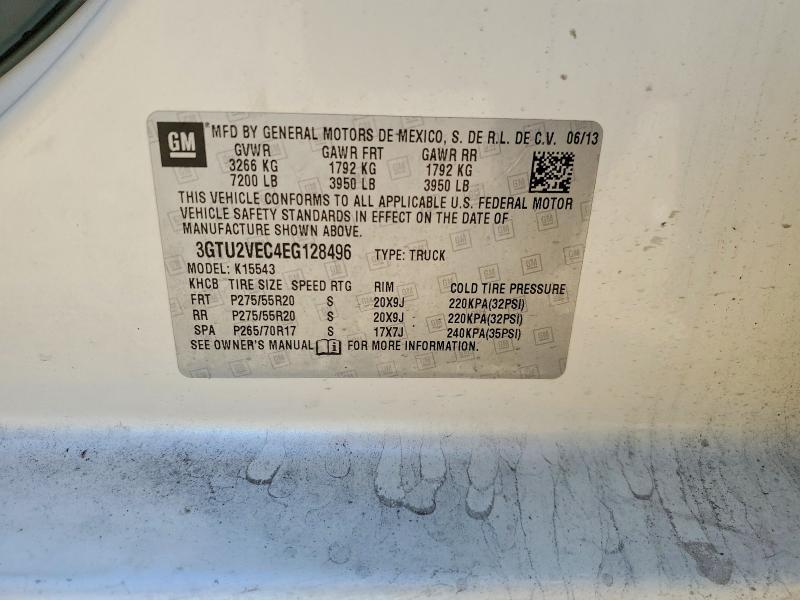 GM MFD BY GENERAL MOTORS DE MEXICO, S. DE R.L. DE C.V. 06/13
GVWR GAWR FRT GAWR RR
3266 KG 1792 KG 1792 KG
7200 LB 3950 LB 3950 LB
THIS VEHICLE CONFORMS TO ALL APPLICABLE U.S. FEDERAL MOTOR
VEHICLE SAFETY STANDARDS IN EFFECT ON THE DATE OF
MANUFACTURE SHOWN ABOVE.
3GTU2VEC4EG128496 TYPE: TRUCK
MODEL: K15543
KHCB TIRE SIZE SPEED RTG RIM COLD TIRE PRESSURE
FRT P275/55R20 S 20X9J 220KPA(32PSI)
RR P275/55R20 S 20X9J 220KPA(32PSI)
SPA P265/70R17 S 17X7J 240KPA(35PSI)
SEE OWNER'S MANUAL FOR MORE INFORMATION.